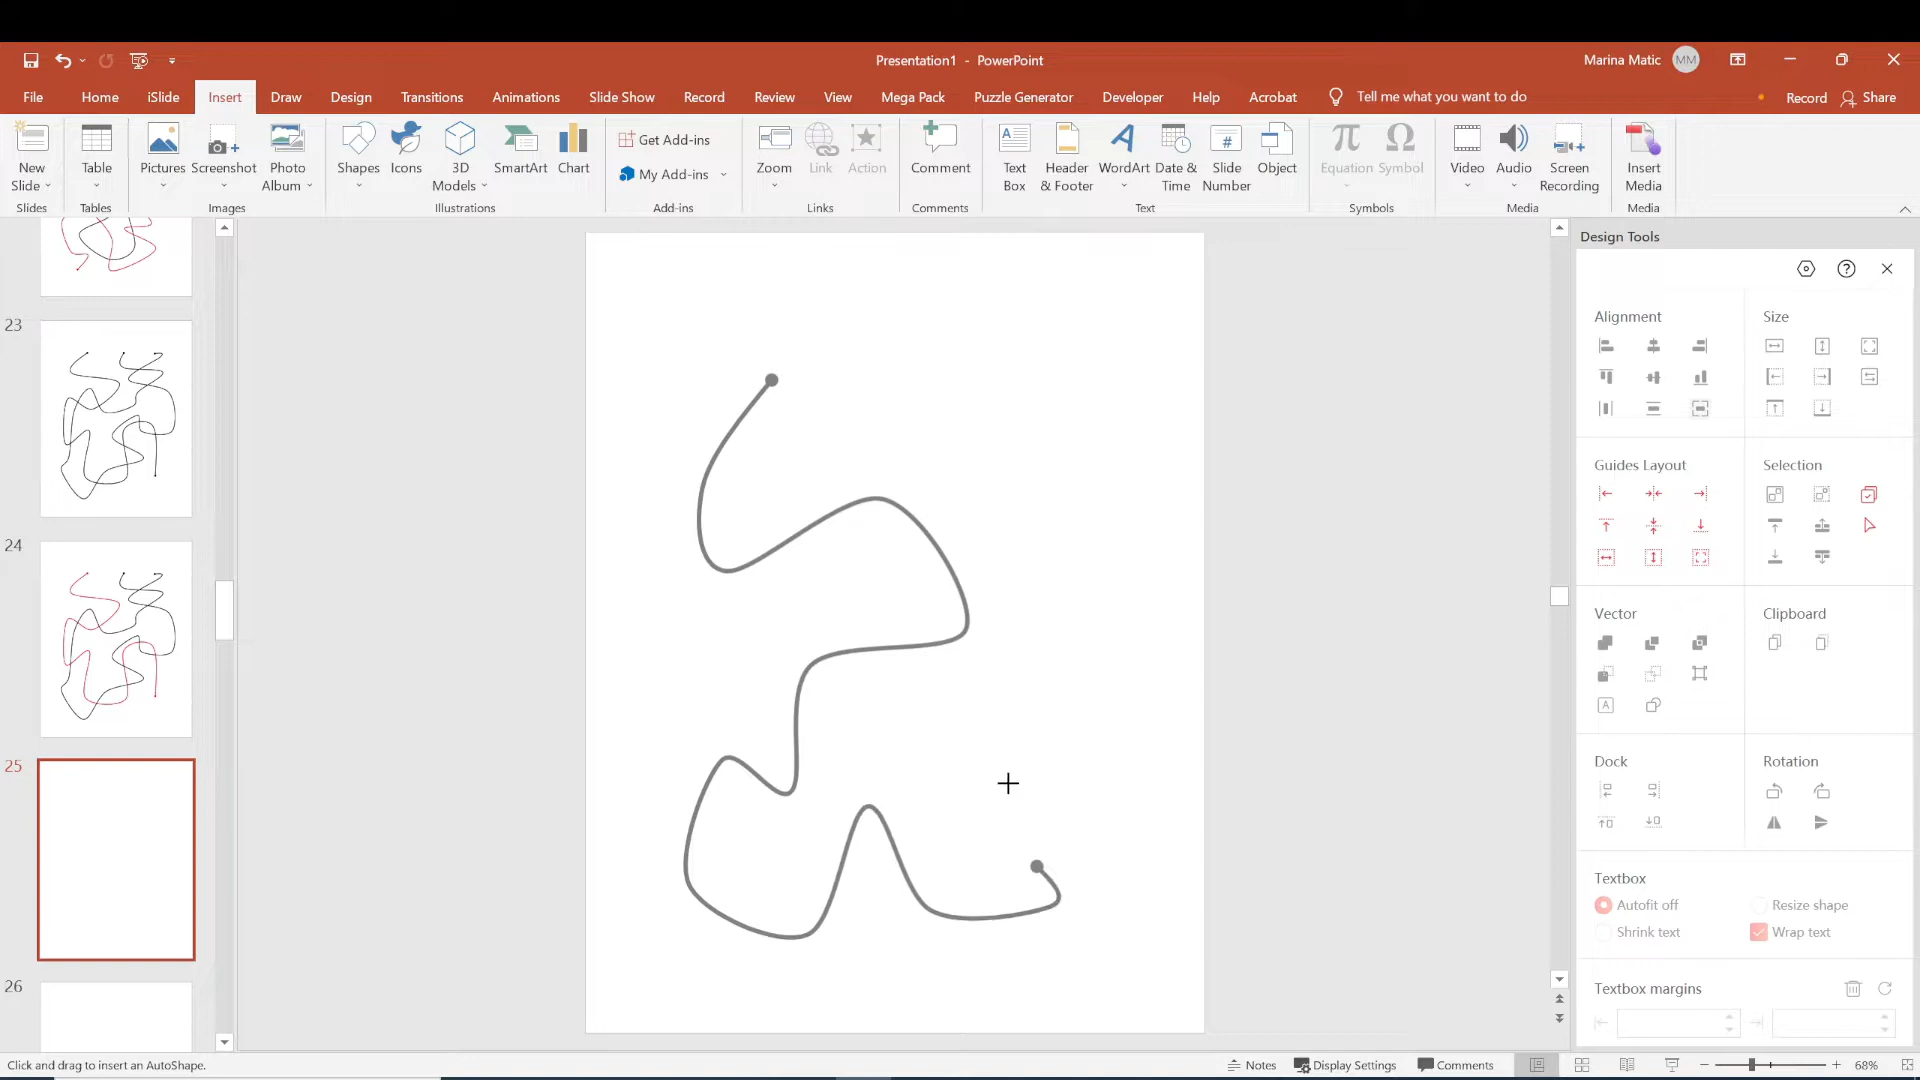 Presentation1 - PowerPoint
Marina Matic MM
File Home iSlide Insert Draw Design Transitions Animations Slide Show Record Review View Mega Pack Puzzle Generator Developer Help Acrobat Tell me what you want to do Record Share
New Slide
Table
Pictures
Screenshot
Photo Album
Shapes
Icons
3D Models
SmartArt
Chart
Get Add-ins
My Add-ins
Zoom
Link
Action
Comment
Text Box
Header & Footer
WordArt
Date & Time
Slide Number
Object
Equation
Symbol
Video
Audio
Screen Recording
Insert Media
Slides Tables Images Illustrations Add-ins Links Comments Text Symbols Media Media
23
24
25
26
Design Tools
Alignment Size
Guides Layout Selection
Vector Clipboard
Dock Rotation
Textbox
Autofit off Resize shape
Shrink text Wrap text
Textbox margins
Click and drag to insert an AutoShape.
Notes Display Settings Comments 68%